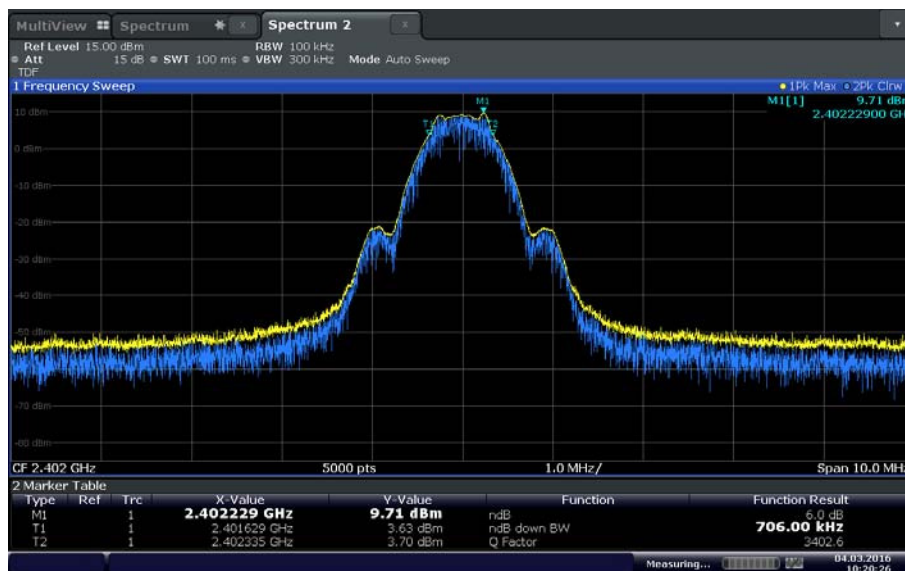 MultiView Spectrum x Spectrum 2 x
Ref Level 15.00 dBm RBW 100 kHz
Att 15 dB SWT 100 ms VBW 300 kHz Mode Auto Sweep
TDF
1 Frequency Sweep 1Pk Max 2Pk Clrw
M1[1] 9.71 dBm
2.40222900 GH
M1
T1 T2
10 dBm
0 dBm
-10 dBm
-20 dBm
-30 dBm
-40 dBm
-50 dBm
-70 dBm
-80 dBm
CF 2.402 GHz 5000 pts 1.0 MHz/ Span 10.0 MHz
2 Marker Table
Type Ref Trc X-Value Y-Value Function Function Result
M1 1 2.402229 GHz 9.71 dBm ndB 6.0 dB
T1 1 2.401629 GHz 3.63 dBm ndB down BW 706.00 kHz
T2 1 2.402335 GHz 3.70 dBm Q Factor 3402.6
Measuring... 04.03.2016
10:20:26